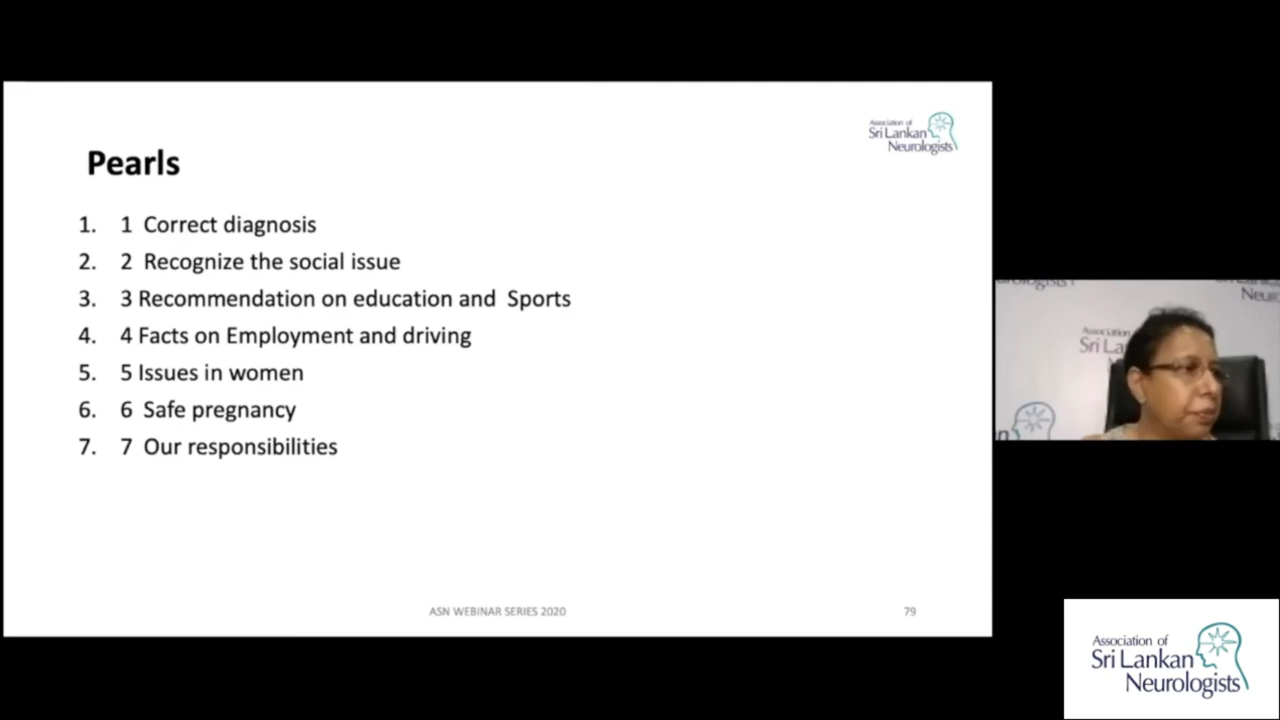 Association of
Sri Lankan
Neurologists
Pearls
1. 1 Correct diagnosis
2. 2 Recognize the social issue
3. 3 Recommendation on education and Sports
4. 4 Facts on Employment and driving
5. 5 Issues in women
6. 6 Safe pregnancy
7. 7 Our responsibilities
ASN WEBINAR SERIES 2020
79
Association of
Sri Lankan
Neurologists